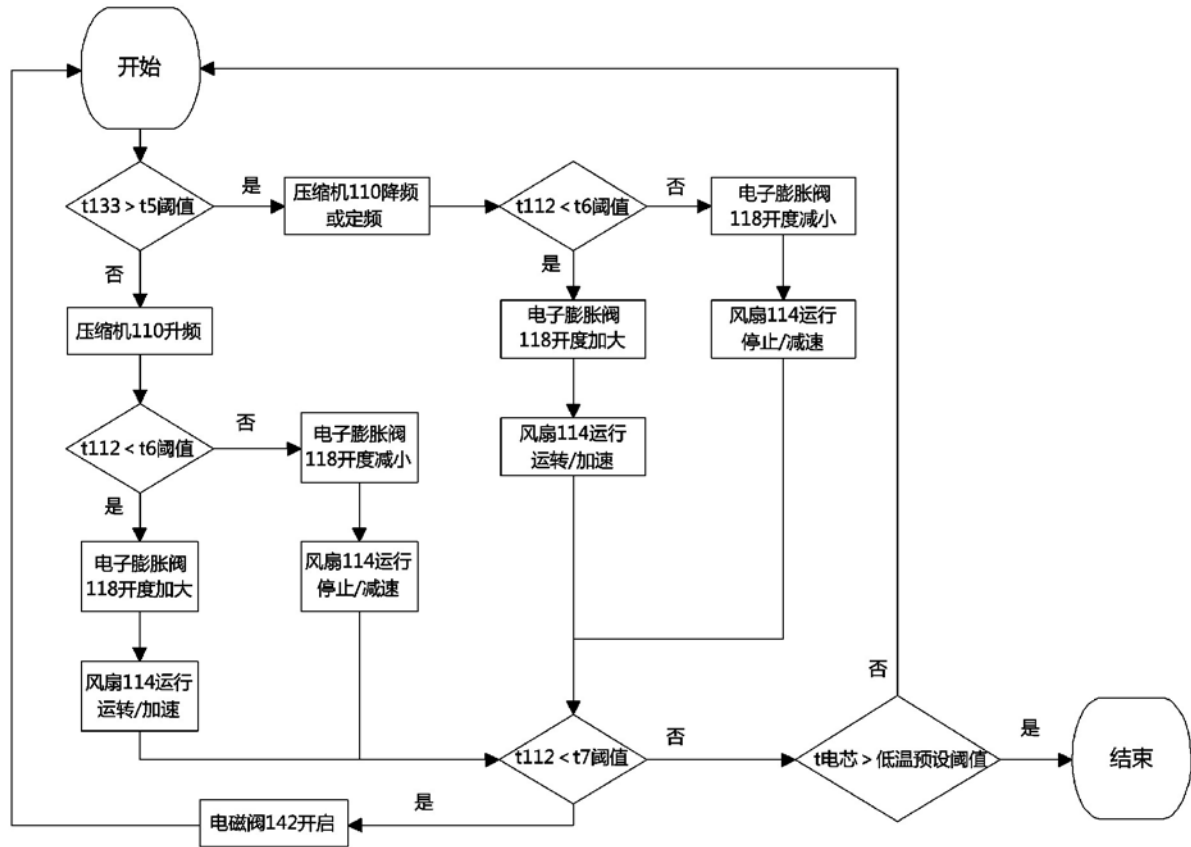 开始
t133＞t5阈值
是
压缩机110降频
或定频
t112＜t6阈值
否
电子膨胀阀
118开度减小
否
是
压缩机110升频
电子膨胀阀
118开度加大
风扇114运行
停止/减速
t112＜t6阈值
否
电子膨胀阀
118开度减小
风扇114运行
运转/加速
是
电子膨胀阀
118开度加大
风扇114运行
停止/减速
风扇114运行
运转/加速
t112＜t7阈值
否
t电芯＞低温预设阈值
否
是
结束
是
电磁阀142开启